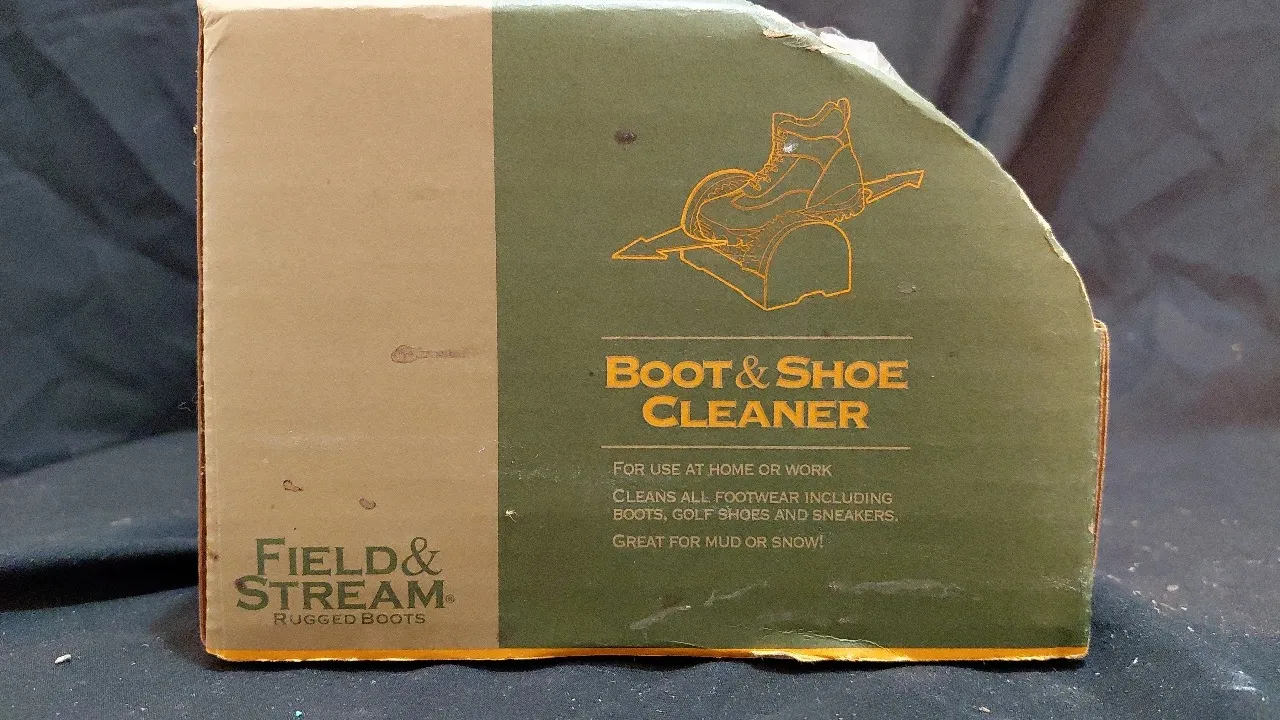 BOOT & SHOE
CLEANER
FOR USE AT HOME OR WORK
CLEANS ALL FOOTWEAR INCLUDING
BOOTS, GOLF SHOES AND SNEAKERS.
GREAT FOR MUD OR SNOW!
FIELD &
STREAM®
RUGGED BOOTS